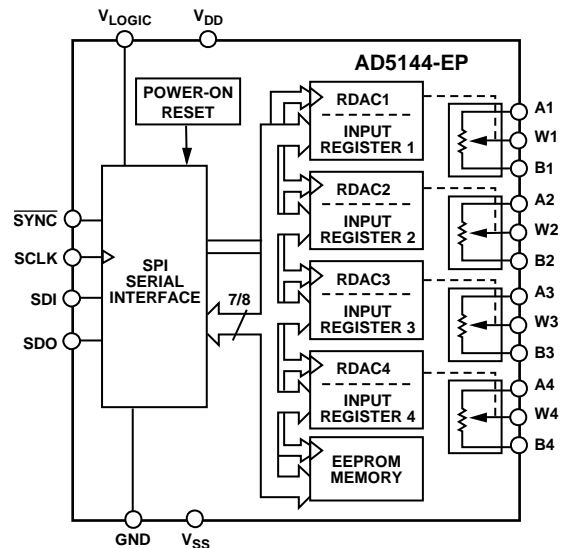 VLOGIC
VDD
AD5144-EP
POWER-ON
RESET
RDAC1
INPUT
REGISTER 1
A1
W1
B1
RDAC2
INPUT
REGISTER 2
A2
W2
B2
SYNC
SCLK
SDI
SDO
SPI
SERIAL
INTERFACE
7/8
RDAC3
INPUT
REGISTER 3
A3
W3
B3
RDAC4
INPUT
REGISTER 4
A4
W4
B4
EEPROM
MEMORY
GND
VSS